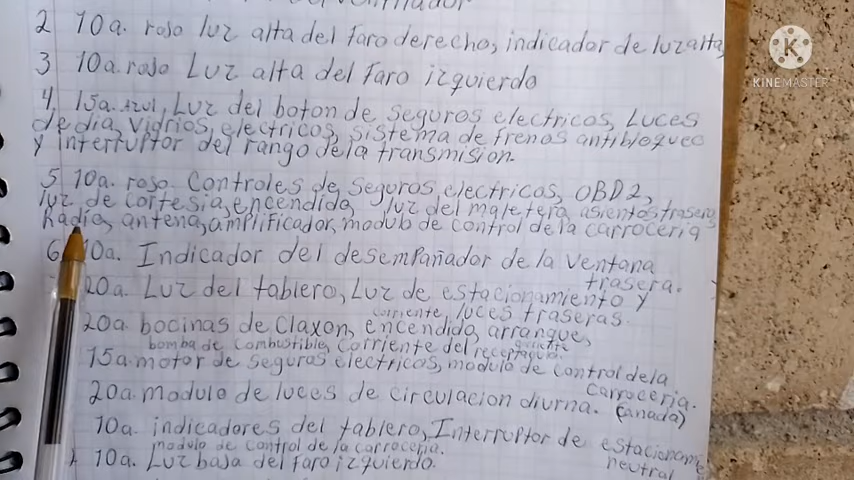 2 10a. rojo luz alta del faro derecho, indicador de luz alta,
3 10a. rojo Luz alta del Faro izquierdo
4, 15a. Azul, Luz del boton de seguros electricos, Luces
de dia, vidrios, electricos, sistema de frenos antibloqueo
y interruptor del rango de la transmision.
5 10a. rojo. Controles de seguros electricos, OBD2,
luz de cortesia, encendido, luz del maletero, asientos traseros
Radio, antena, amplificador, modulo de control de la carroceria
6 10a. Indicador del desempañador de la ventana
trasera.
20a. Luz del tablero, Luz de estacionamiento y
corriente, luces traseras.
20a bocinas de Claxon, encendido, arranque,
bomba de combustible, corriente del receptaculo
15a motor de seguros electricos, modulo de control de la
carroceria.
20a modulo de luces de circulacion diurna. (Canada)
10a. indicadores del tablero, Interruptor de estacionami
modulo de control de la carroceria. neutral
10a. Luz baja del faro izquierdo.
KINEMASTER